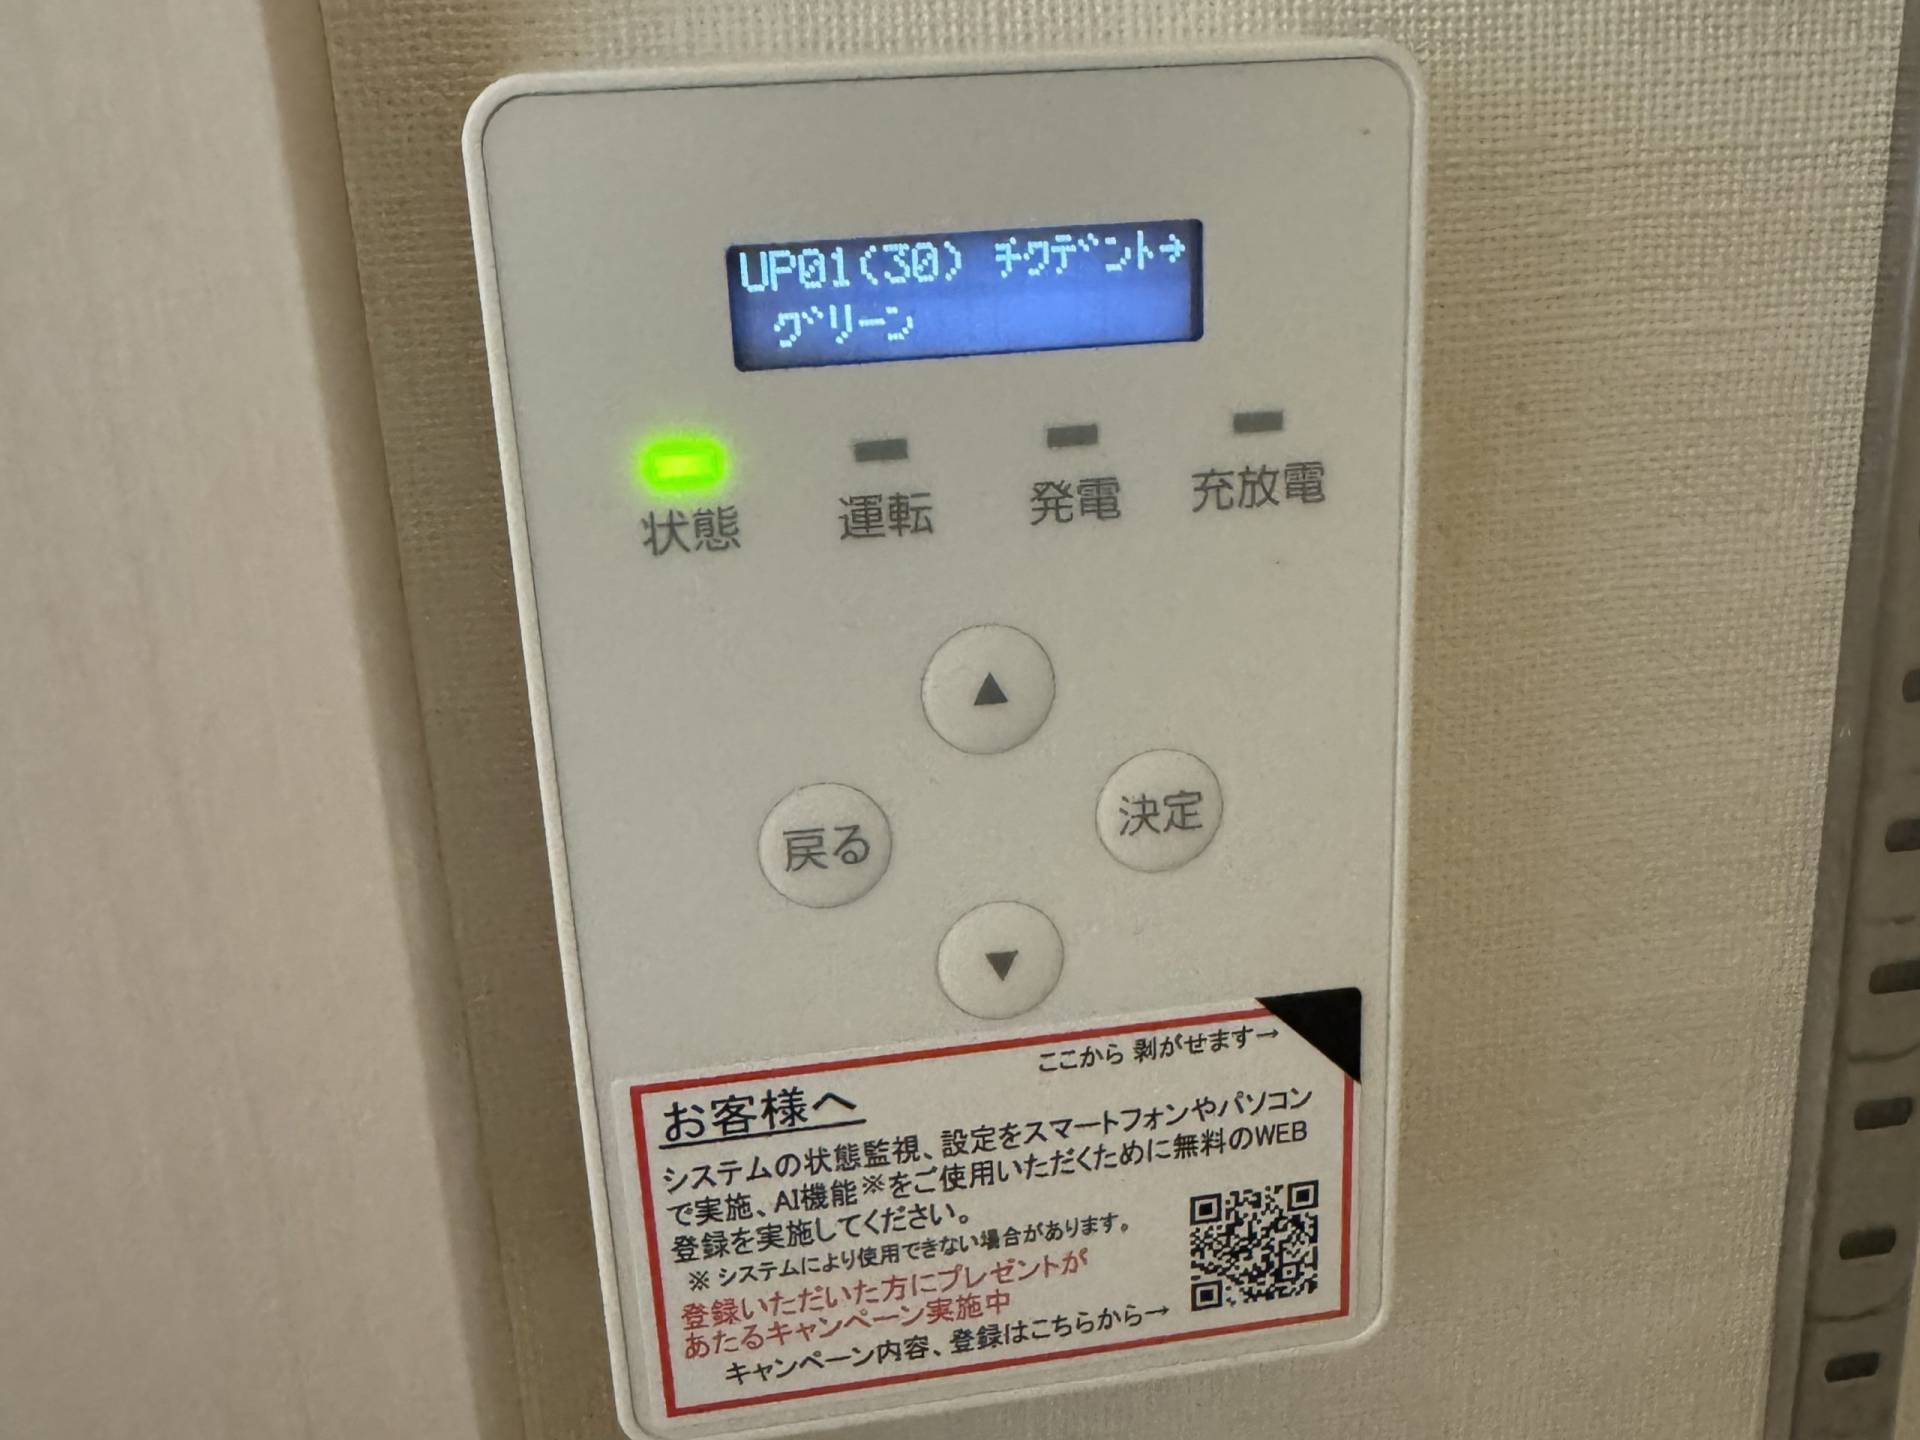 UP01(30) チクデント→
グリーン
状態 運転 発電 充放電
▲
戻る 決定
▼
ここから 剥がせます→
お客様へ
システムの状態監視、設定をスマートフォンやパソコン
で実施、AI機能※をご使用いただくために無料のWEB
登録を実施してください。
※ システムにより使用できない場合があります。
登録いただいた方にプレゼントが
あたるキャンペーン実施中
キャンペーン内容、登録はこちらから→